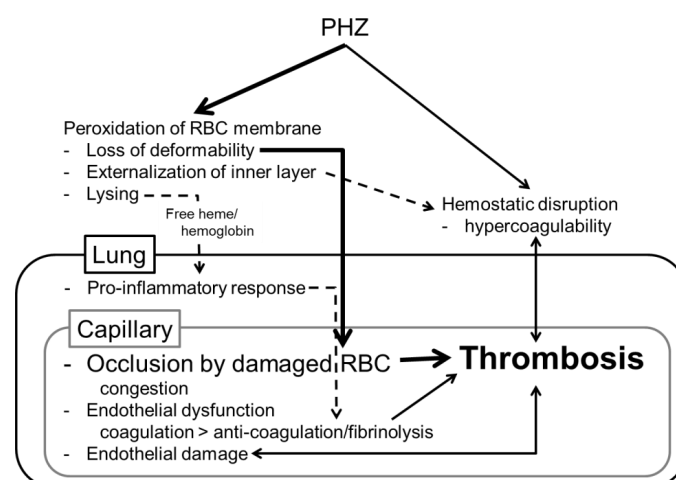 PHZ
Peroxidation of RBC membrane
- Loss of deformability
- Externalization of inner layer
- Lysing
Free heme/
hemoglobin
Hemostatic disruption
- hypercoagulability
Lung
- Pro-inflammatory response
Capillary
- Occlusion by damaged RBC
congestion
Thrombosis
- Endothelial dysfunction
coagulation > anti-coagulation/fibrinolysis
- Endothelial damage